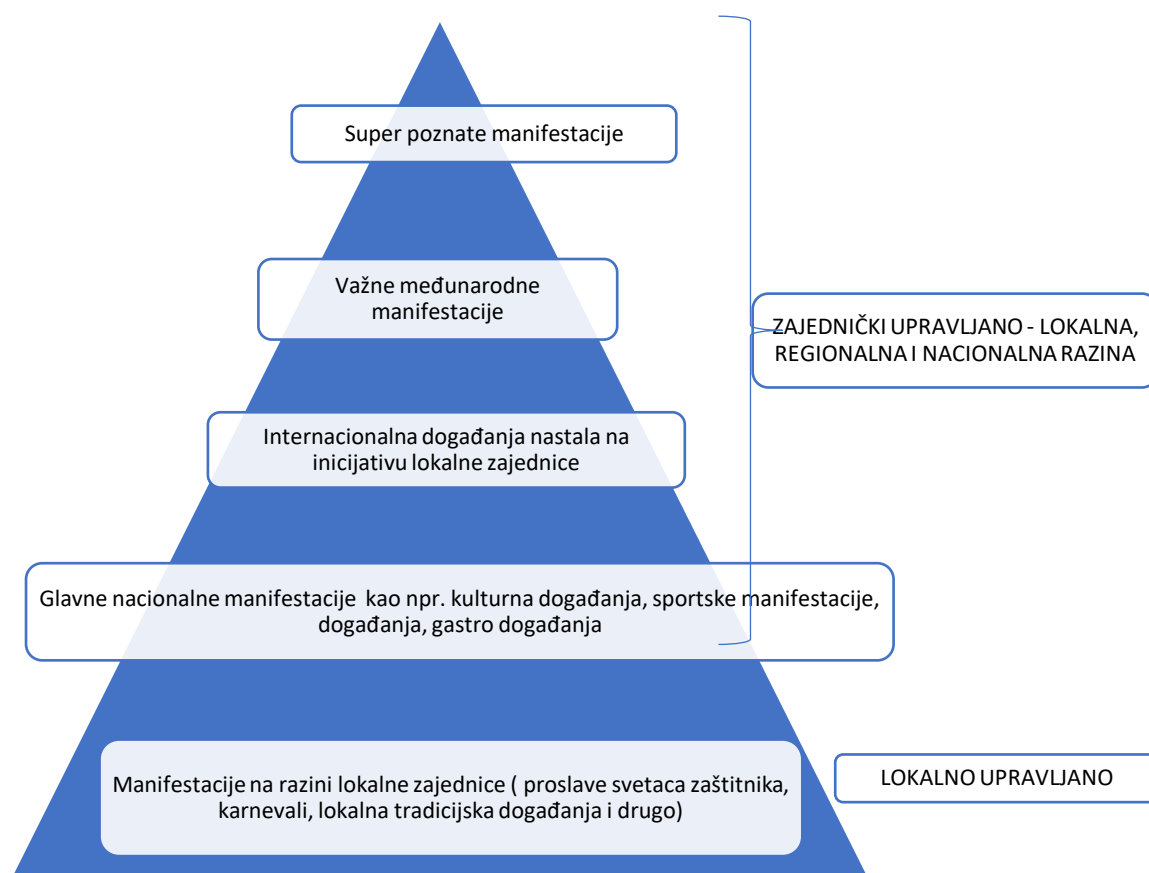 Super poznate manifestacije
Važne međunarodne
manifestacije
ZAJEDNIČKI UPRAVLJANO - LOKALNA,
REGIONALNA I NACIONALNA RAZINA
Internacionalna događanja nastala na
inicijativu lokalne zajednice
Glavne nacionalne manifestacije kao npr. kulturna događanja, sportske manifestacije,
događanja, gastro događanja
Manifestacije na razini lokalne zajednice ( proslave svetaca zaštitnika,
karnevali, lokalna tradicijska događanja i drugo)
LOKALNO UPRAVLJANO